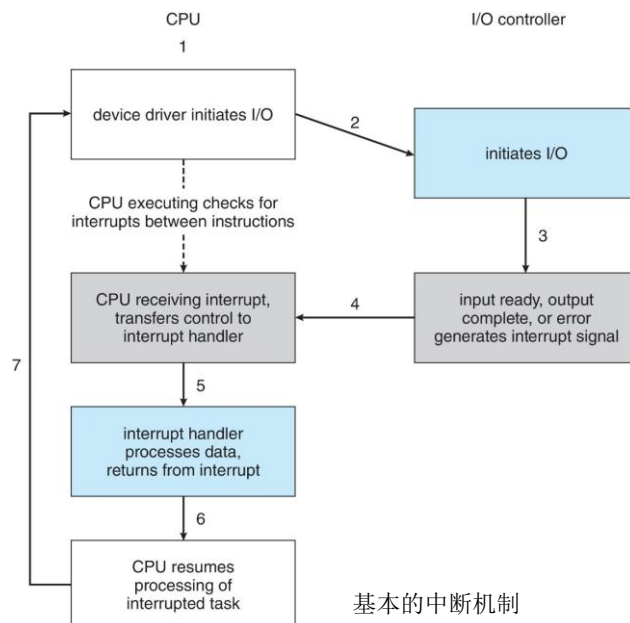 CPU
I/O controller
1
device driver initiates I/O
2
initiates I/O
CPU executing checks for
interrupts between instructions
3
CPU receiving interrupt,
transfers control to
interrupt handler
4
input ready, output
complete, or error
generates interrupt signal
7
5
interrupt handler
processes data,
returns from interrupt
6
CPU resumes
processing of
interrupted task
基本的中断机制